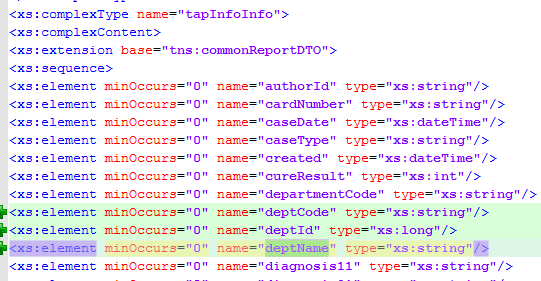 <xs:complexType name="tapInfoInfo">
<xs:complexContent>
<xs:extension base="tns:commonReportDTO">
<xs:sequence>
<xs:element minOccurs="0" name="authorId" type="xs:string"/>
<xs:element minOccurs="0" name="cardNumber" type="xs:string"/>
<xs:element minOccurs="0" name="caseDate" type="xs:dateTime"/>
<xs:element minOccurs="0" name="caseType" type="xs:string"/>
<xs:element minOccurs="0" name="created" type="xs:dateTime"/>
<xs:element minOccurs="0" name="cureResult" type="xs:int"/>
<xs:element minOccurs="0" name="departmentCode" type="xs:string"/>
<xs:element minOccurs="0" name="deptCode" type="xs:string"/>
<xs:element minOccurs="0" name="deptId" type="xs:long"/>
<xs:element minOccurs="0" name="deptName" type="xs:string"/>
<xs:element minOccurs="0" name="diagnosis11" type="xs:string"/>